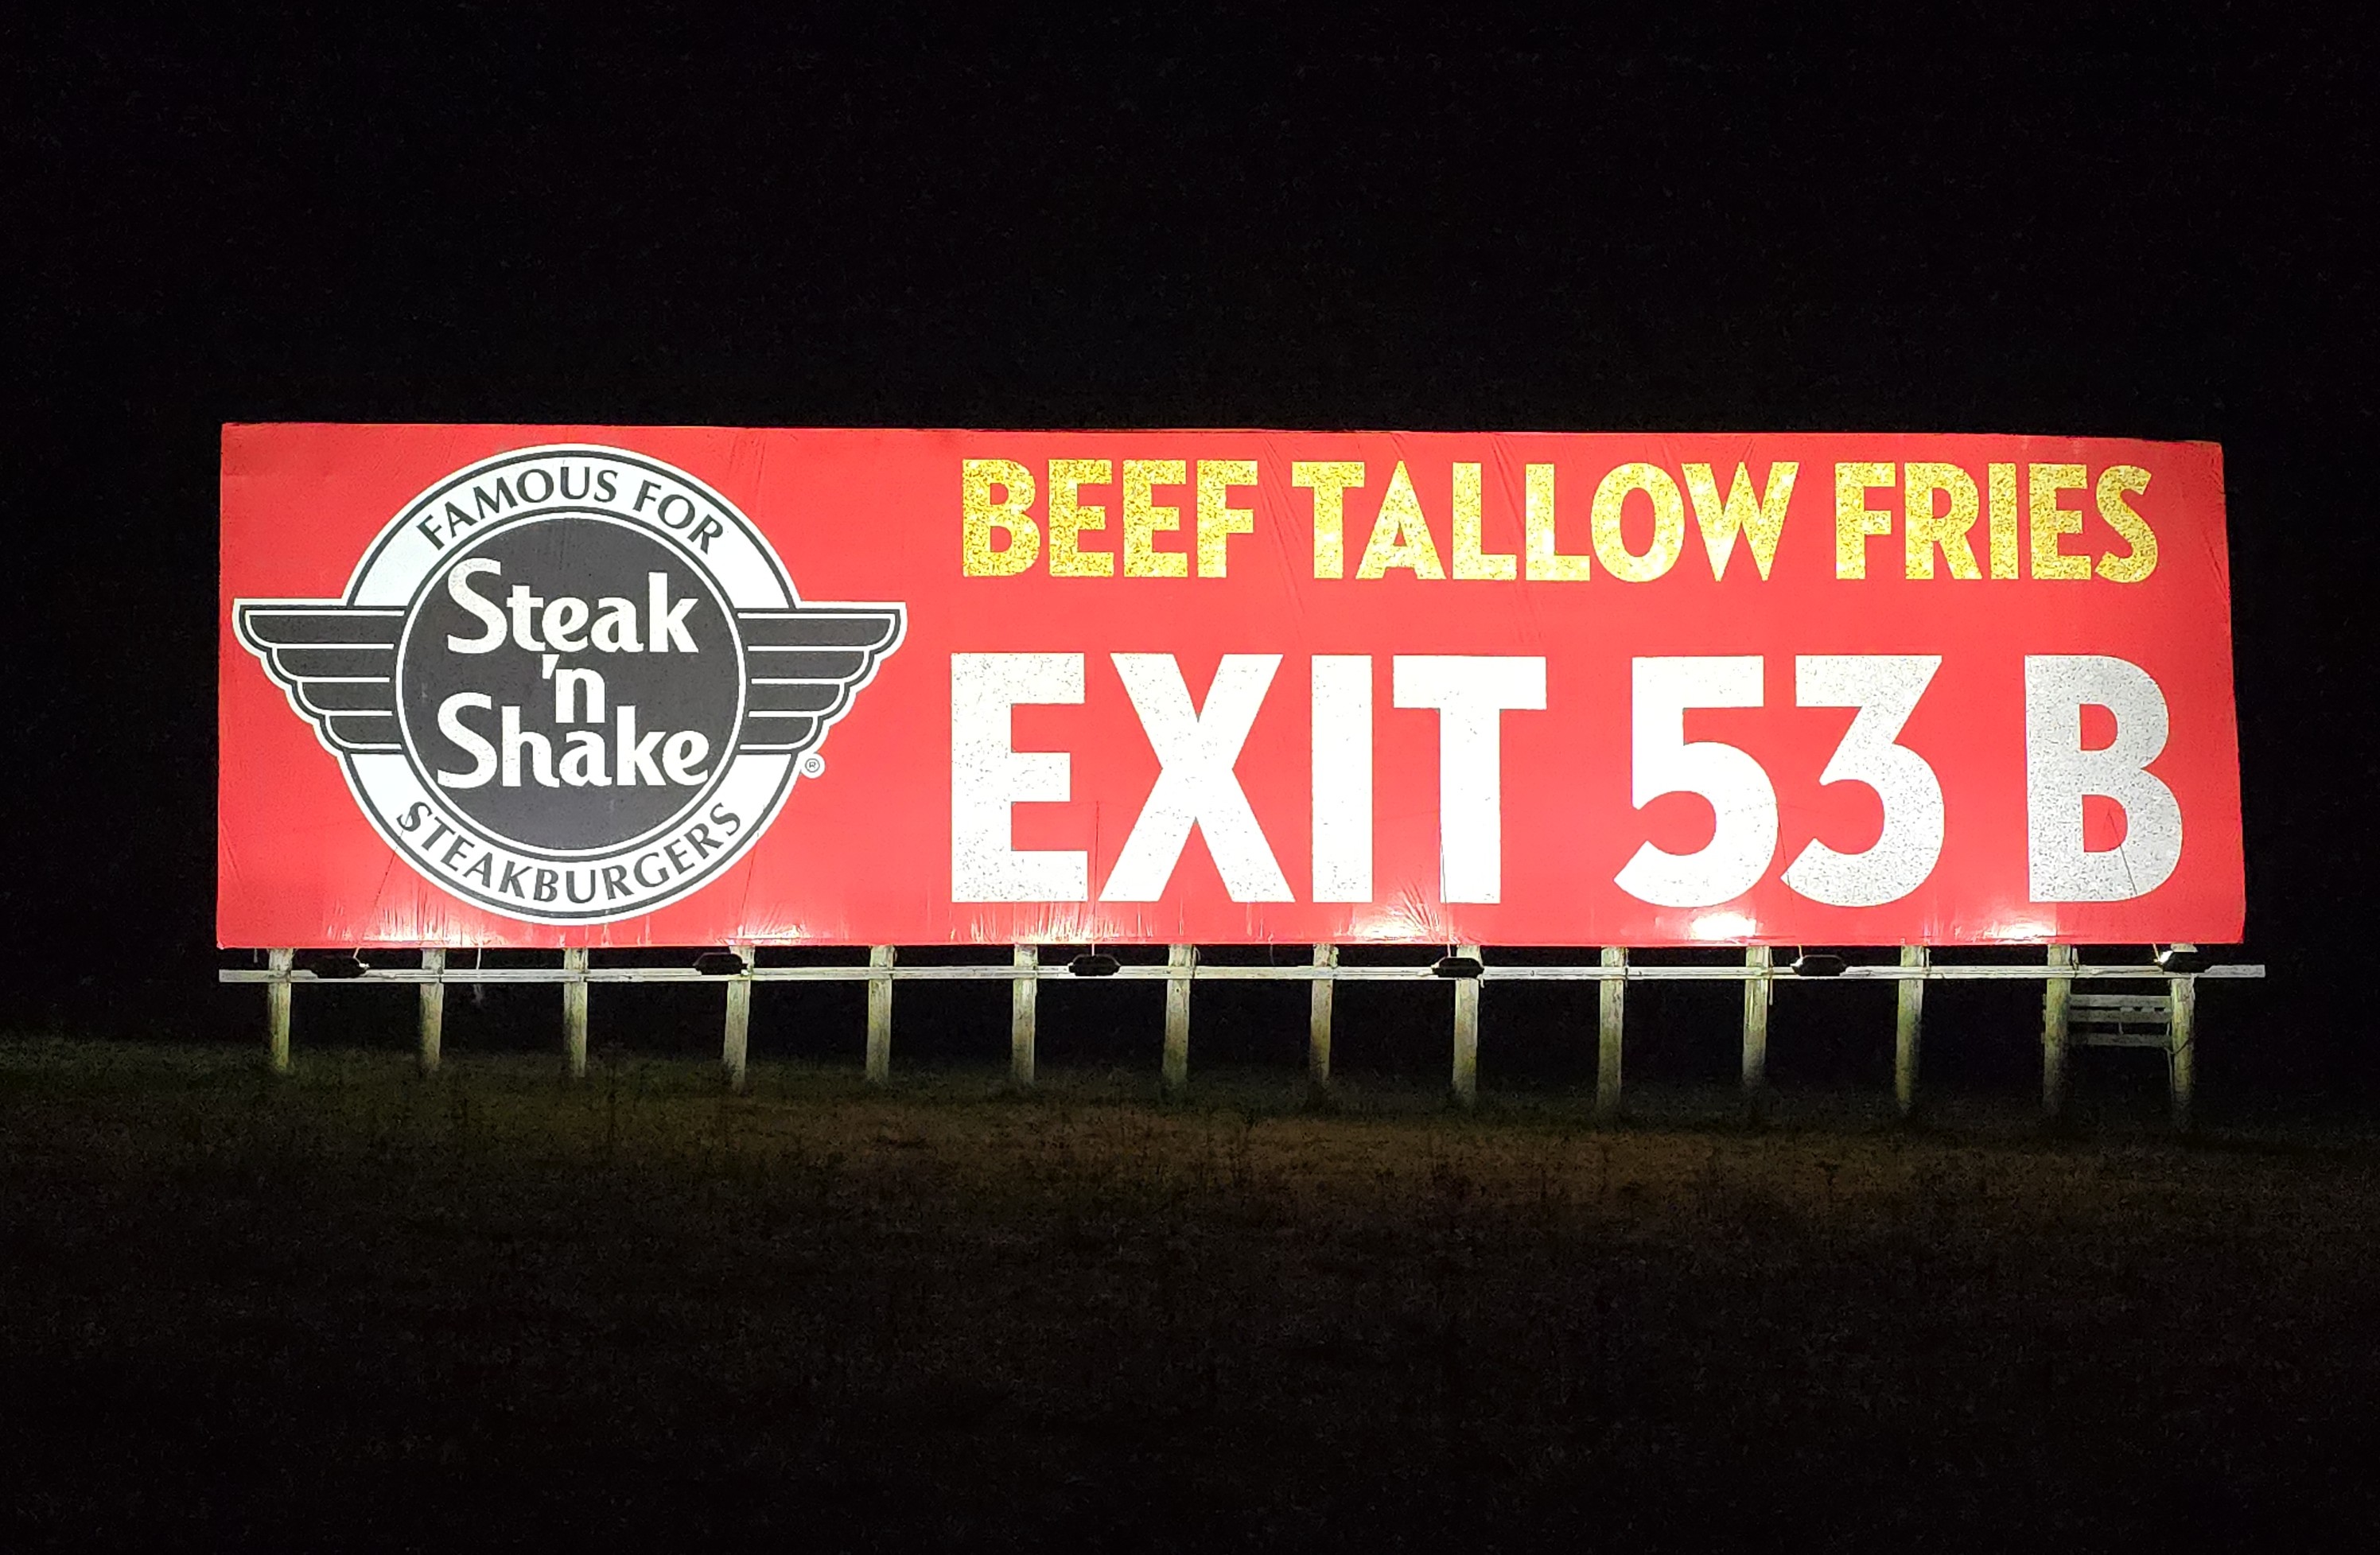 FAMOUS FOR
Steak
'n
Shake
®
STEAKBURGERS
BEEF TALLOW FRIES
EXIT 53 B